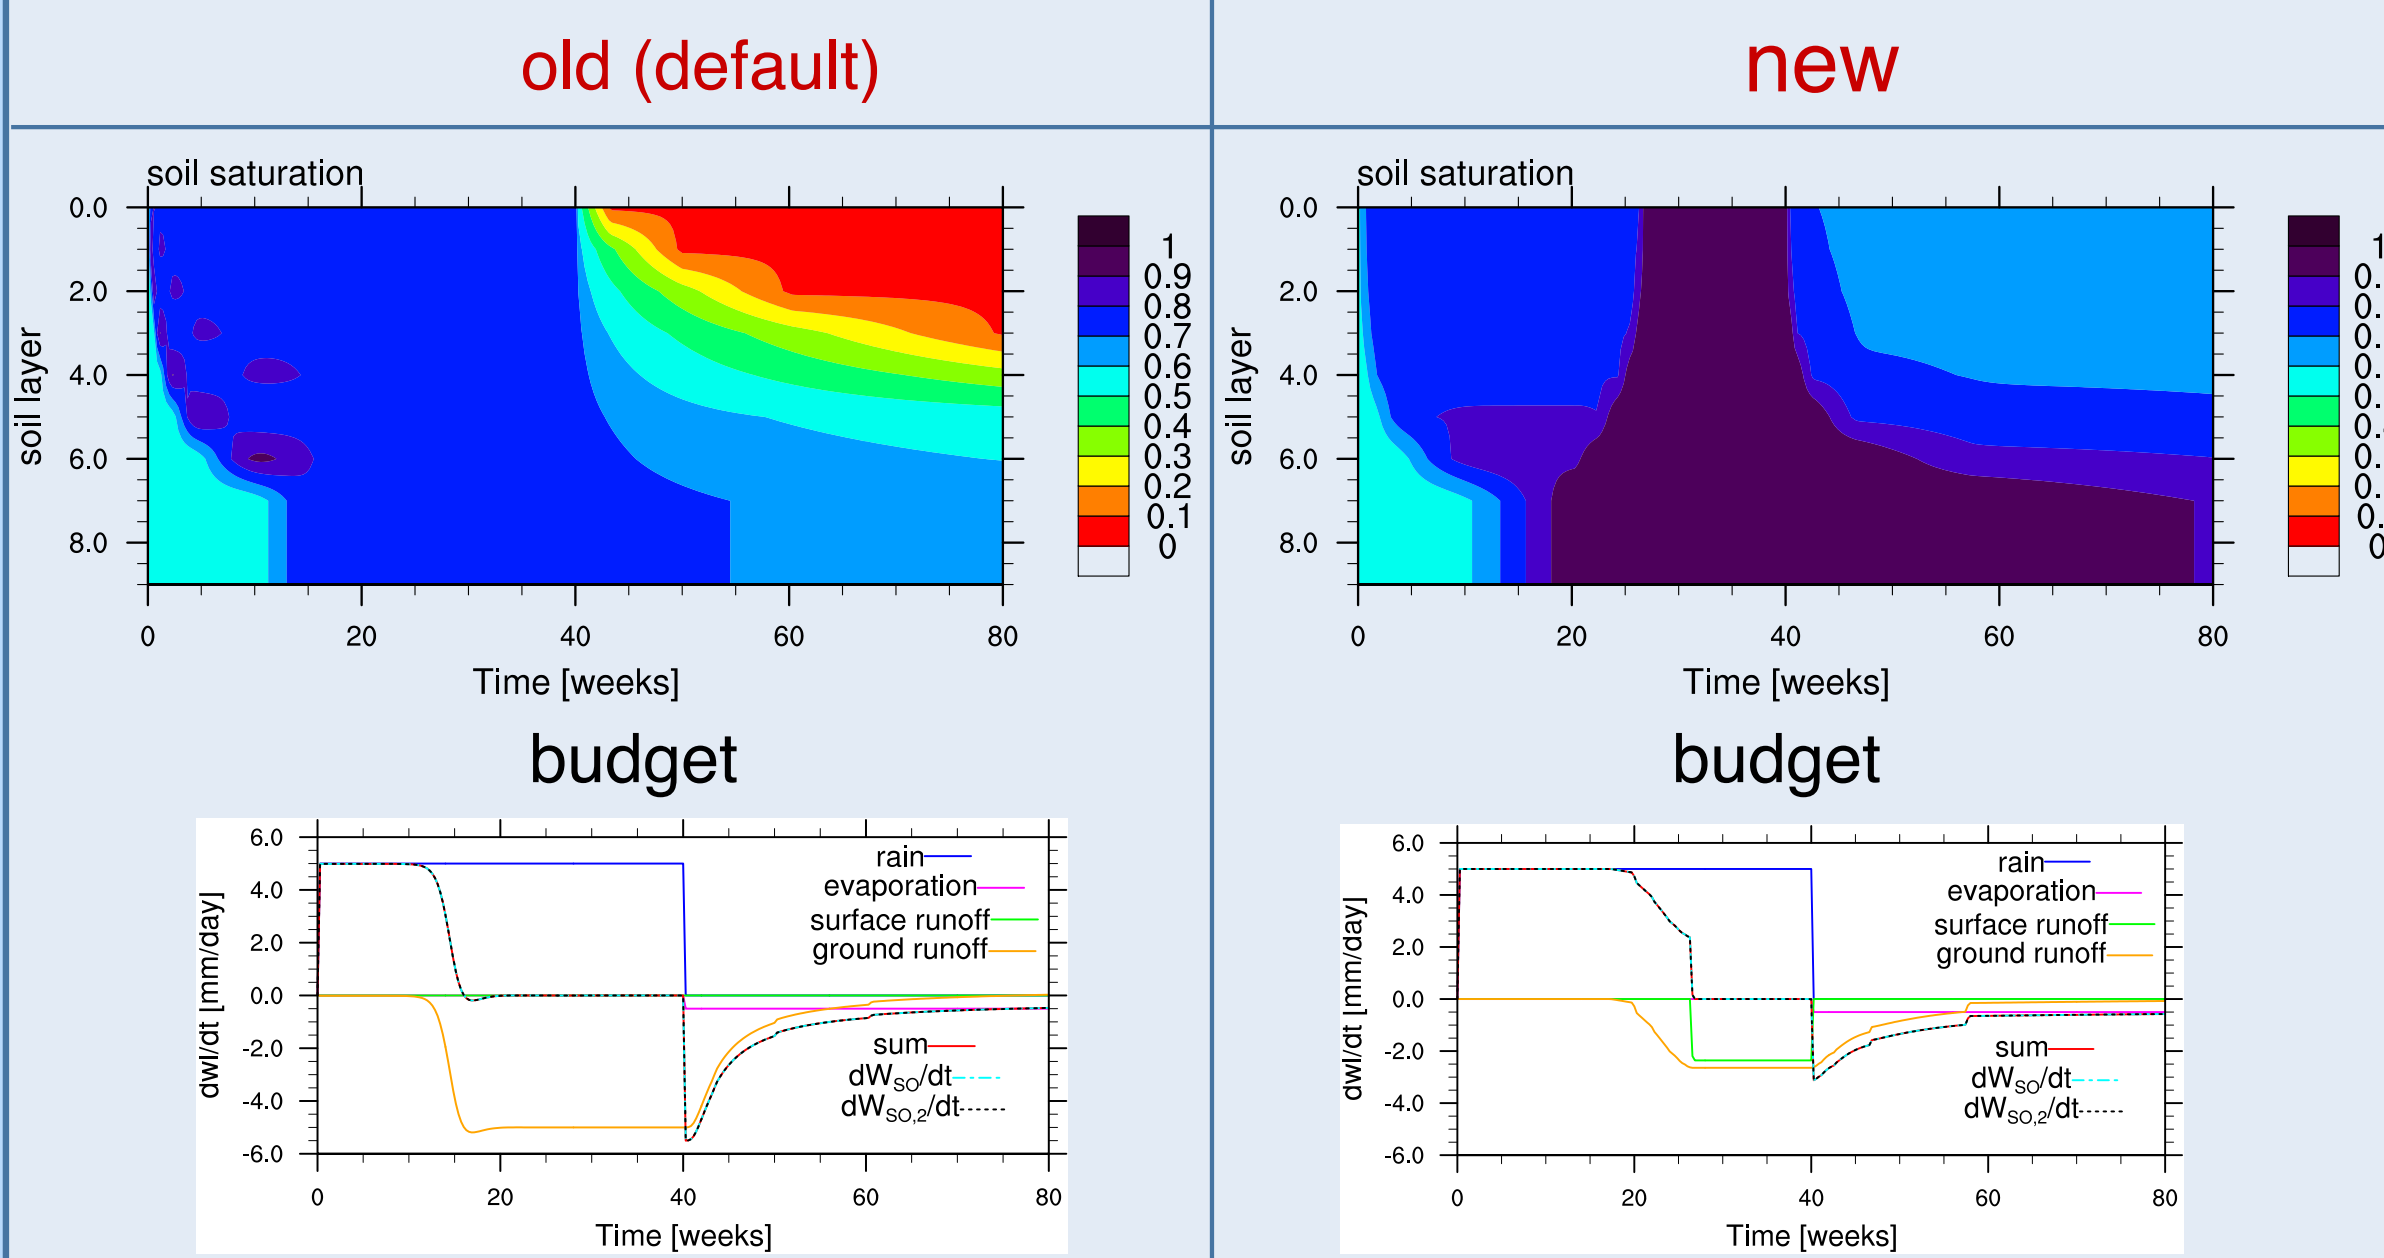 old (default)
new
soil saturation
0.0
2.0
4.0
6.0
8.0
soil layer
0 20 40 60 80
Time [weeks]
1
0.9
0.8
0.7
0.6
0.5
0.4
0.3
0.2
0.1
0
soil saturation
0.0
2.0
4.0
6.0
8.0
soil layer
0 20 40 60 80
Time [weeks]
budget
6.0
4.0
2.0
0.0
-2.0
-4.0
-6.0
dwl/dt [mm/day]
rain
evaporation
surface runoff
ground runoff
sum
dW_SO/dt
dW_SO,2/dt
0 20 40 60 80
Time [weeks]
budget
6.0
4.0
2.0
0.0
-2.0
-4.0
-6.0
dwl/dt [mm/day]
rain
evaporation
surface runoff
ground runoff
sum
dW_SO/dt
dW_SO,2/dt
0 20 40 60 80
Time [weeks]